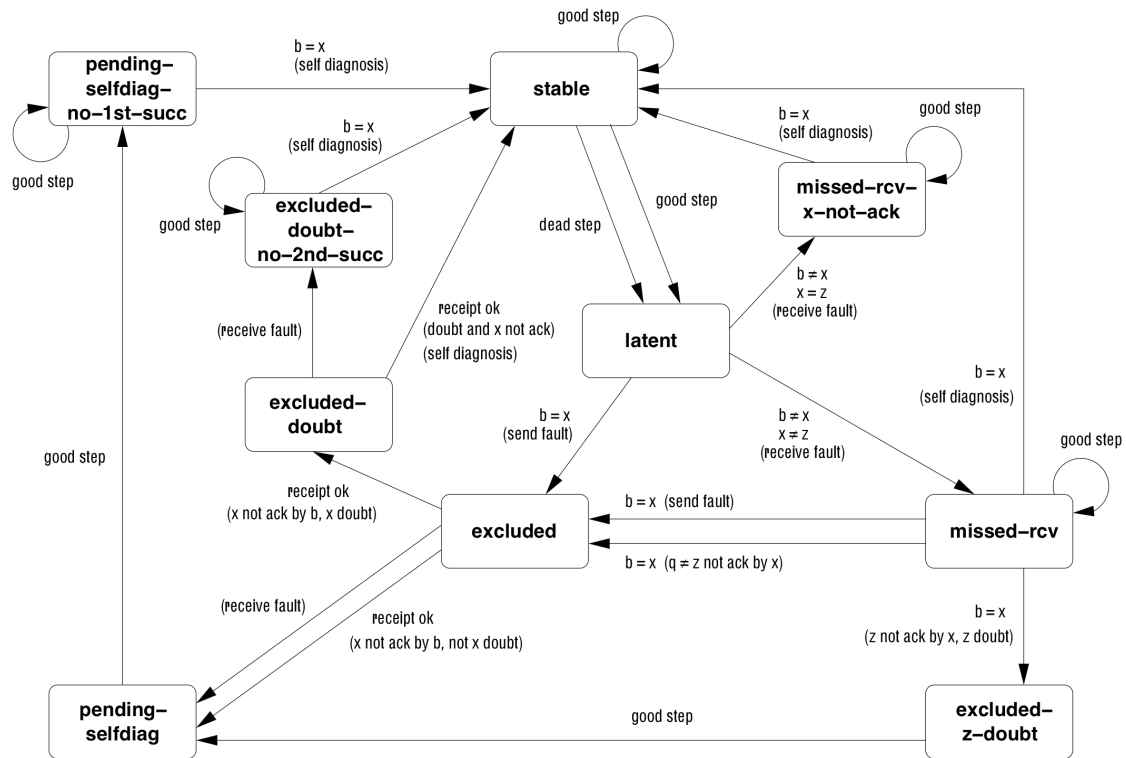 good step
pending–
selfdiag–
no–1st–succ
b = x
(self diagnosis)
stable
good step
b = x
(self diagnosis)
good step
b = x
(self diagnosis)
missed–rcv–
x–not–ack
good step
excluded–
doubt–
no–2nd–succ
good step
dead step
good step
b ≠ x
x = z
(receive fault)
receipt ok
(doubt and x not ack)
(self diagnosis)
(receive fault)
latent
b = x
(self diagnosis)
excluded–
doubt
b = x
(send fault)
b ≠ x
x ≠ z
(receive fault)
good step
good step
receipt ok
(x not ack by b, x doubt)
excluded
b = x (send fault)
b = x (q ≠ z not ack by x)
missed–rcv
(receive fault)
receipt ok
(x not ack by b, not x doubt)
b = x
(z not ack by x, z doubt)
pending–
selfdiag
good step
excluded–
z–doubt